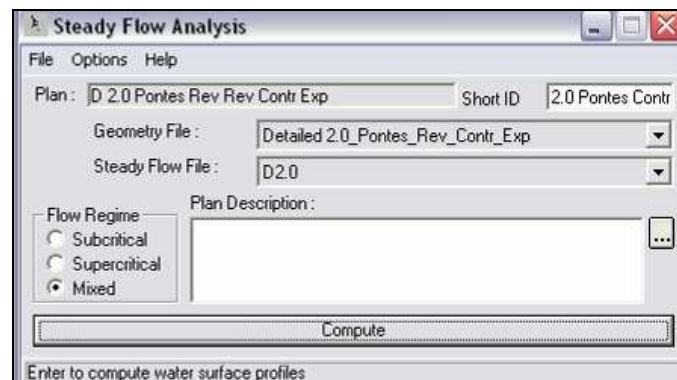 Steady Flow Analysis
File Options Help
Plan : D 2.0 Pontes Rev Rev Contr Exp Short ID 2.0 Pontes Contr
Geometry File : Detailed 2.0_Pontes_Rev_Contr_Exp
Steady Flow File : D2.0
Flow Regime
Subcritical
Supercritical
Mixed
Plan Description :
...
Compute
Enter to compute water surface profiles